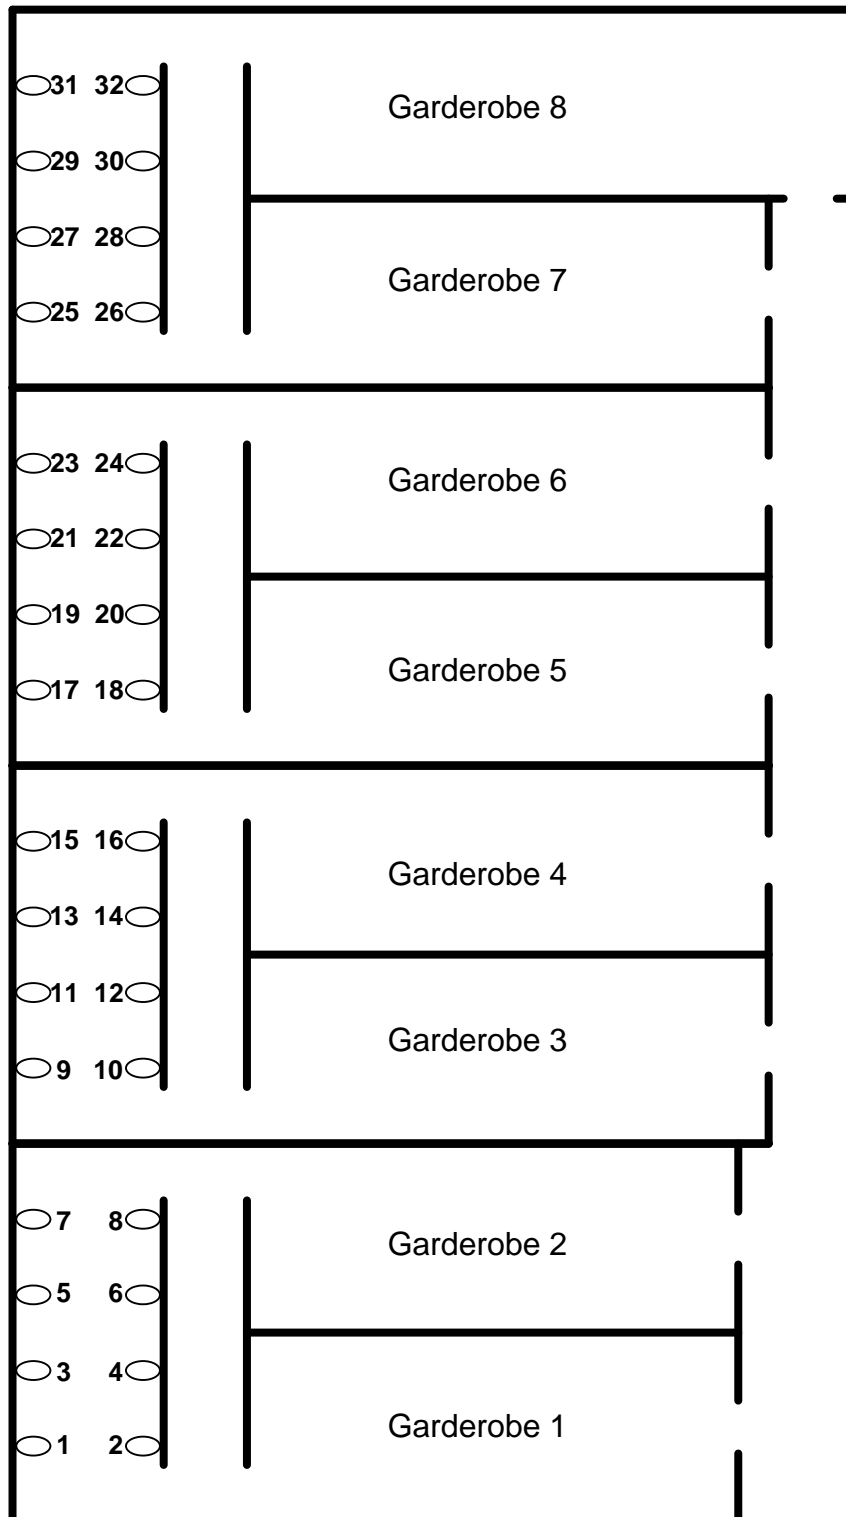 31 32
Garderobe 8
29 30
27 28
Garderobe 7
25 26
23 24
Garderobe 6
21 22
19 20
Garderobe 5
17 18
15 16
Garderobe 4
13 14
11 12
Garderobe 3
9 10
7 8
Garderobe 2
5 6
3 4
Garderobe 1
1 2